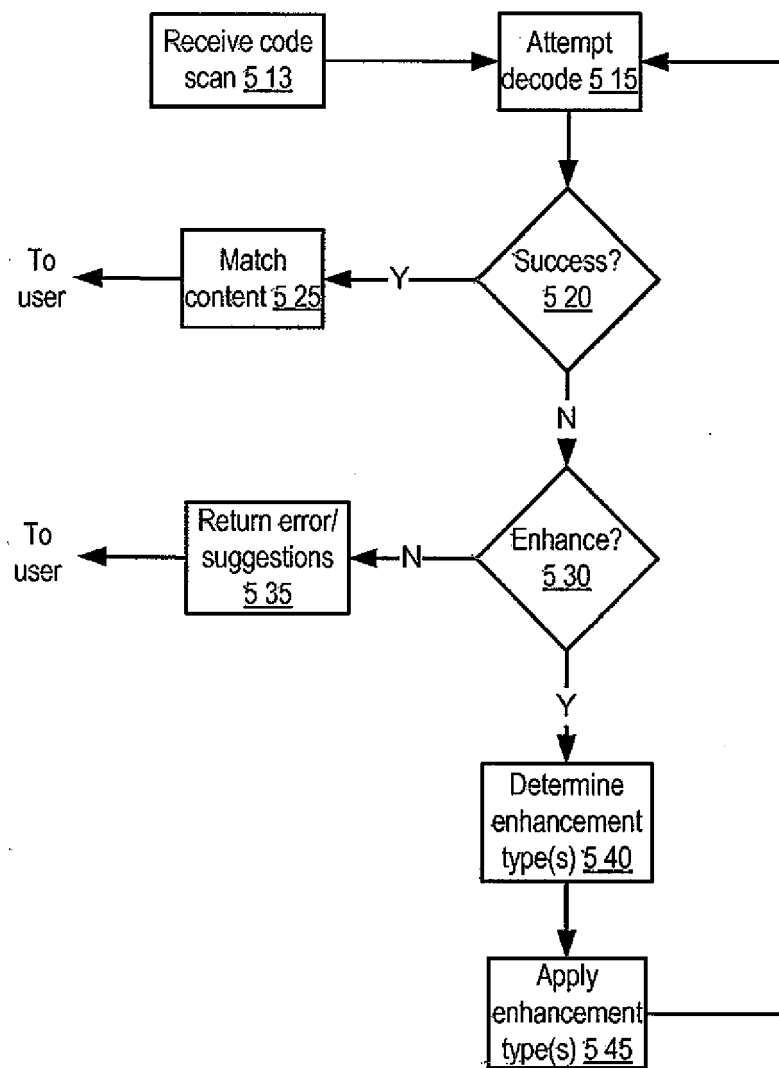 Receive code
scan 5 13
Attempt
decode 5 15
Success?
5 20
Y
Match
content 5 25
To
user
N
Enhance?
5 30
N
Return error/
suggestions
5 35
To
user
Y
Determine
enhancement
type(s) 5 40
Apply
enhancement
type(s) 5 45